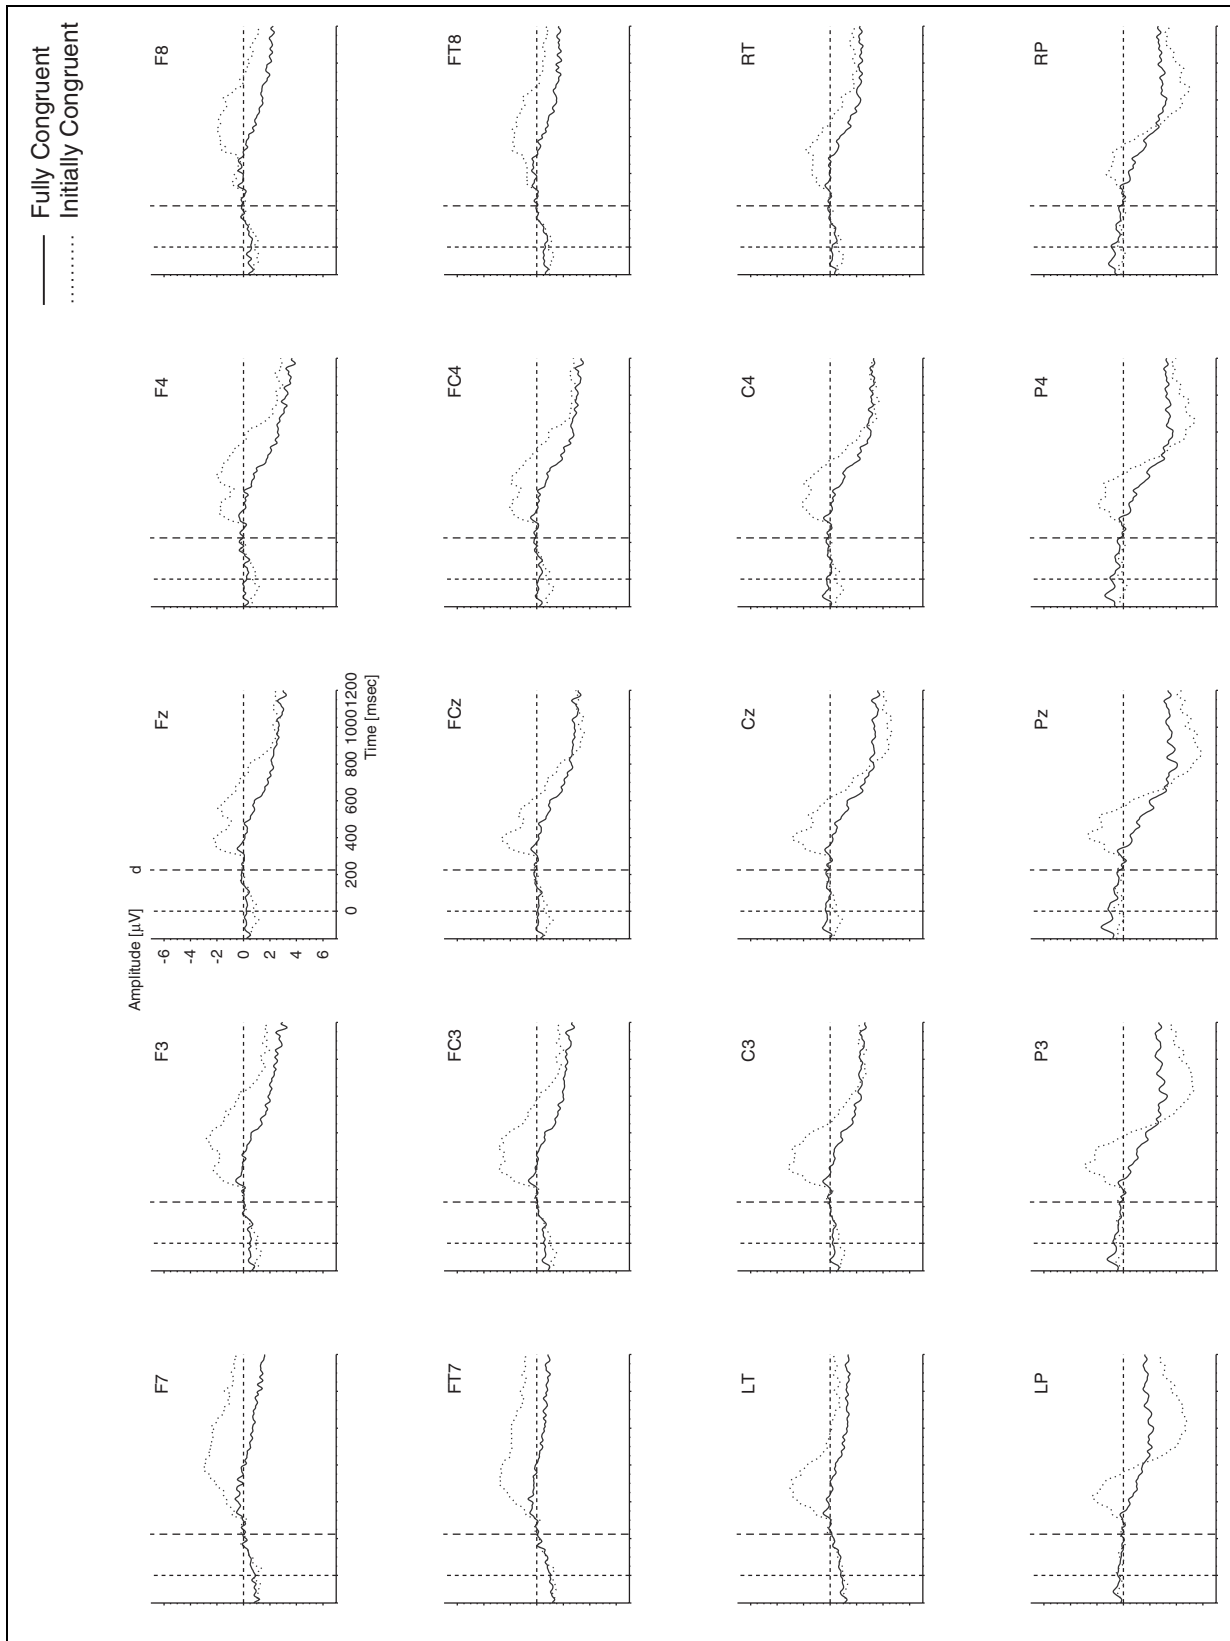 Fully Congruent
Initially Congruent
Amplitude [µV]
d
F7 F3 Fz F4 F8
-6
-4
-2
0
2
4
6
0 200 400 600 800 1000 1200
Time [msec]
FT7 FC3 FCz FC4 FT8
LT C3 Cz C4 RT
LP P3 Pz P4 RP